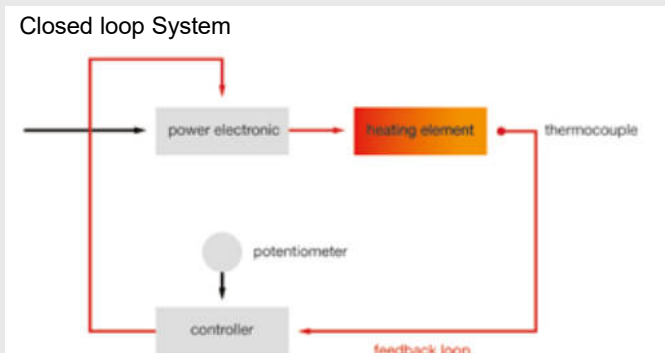 Closed loop System
power electronic
heating element
thermocouple
potentiometer
controller
feedback loop